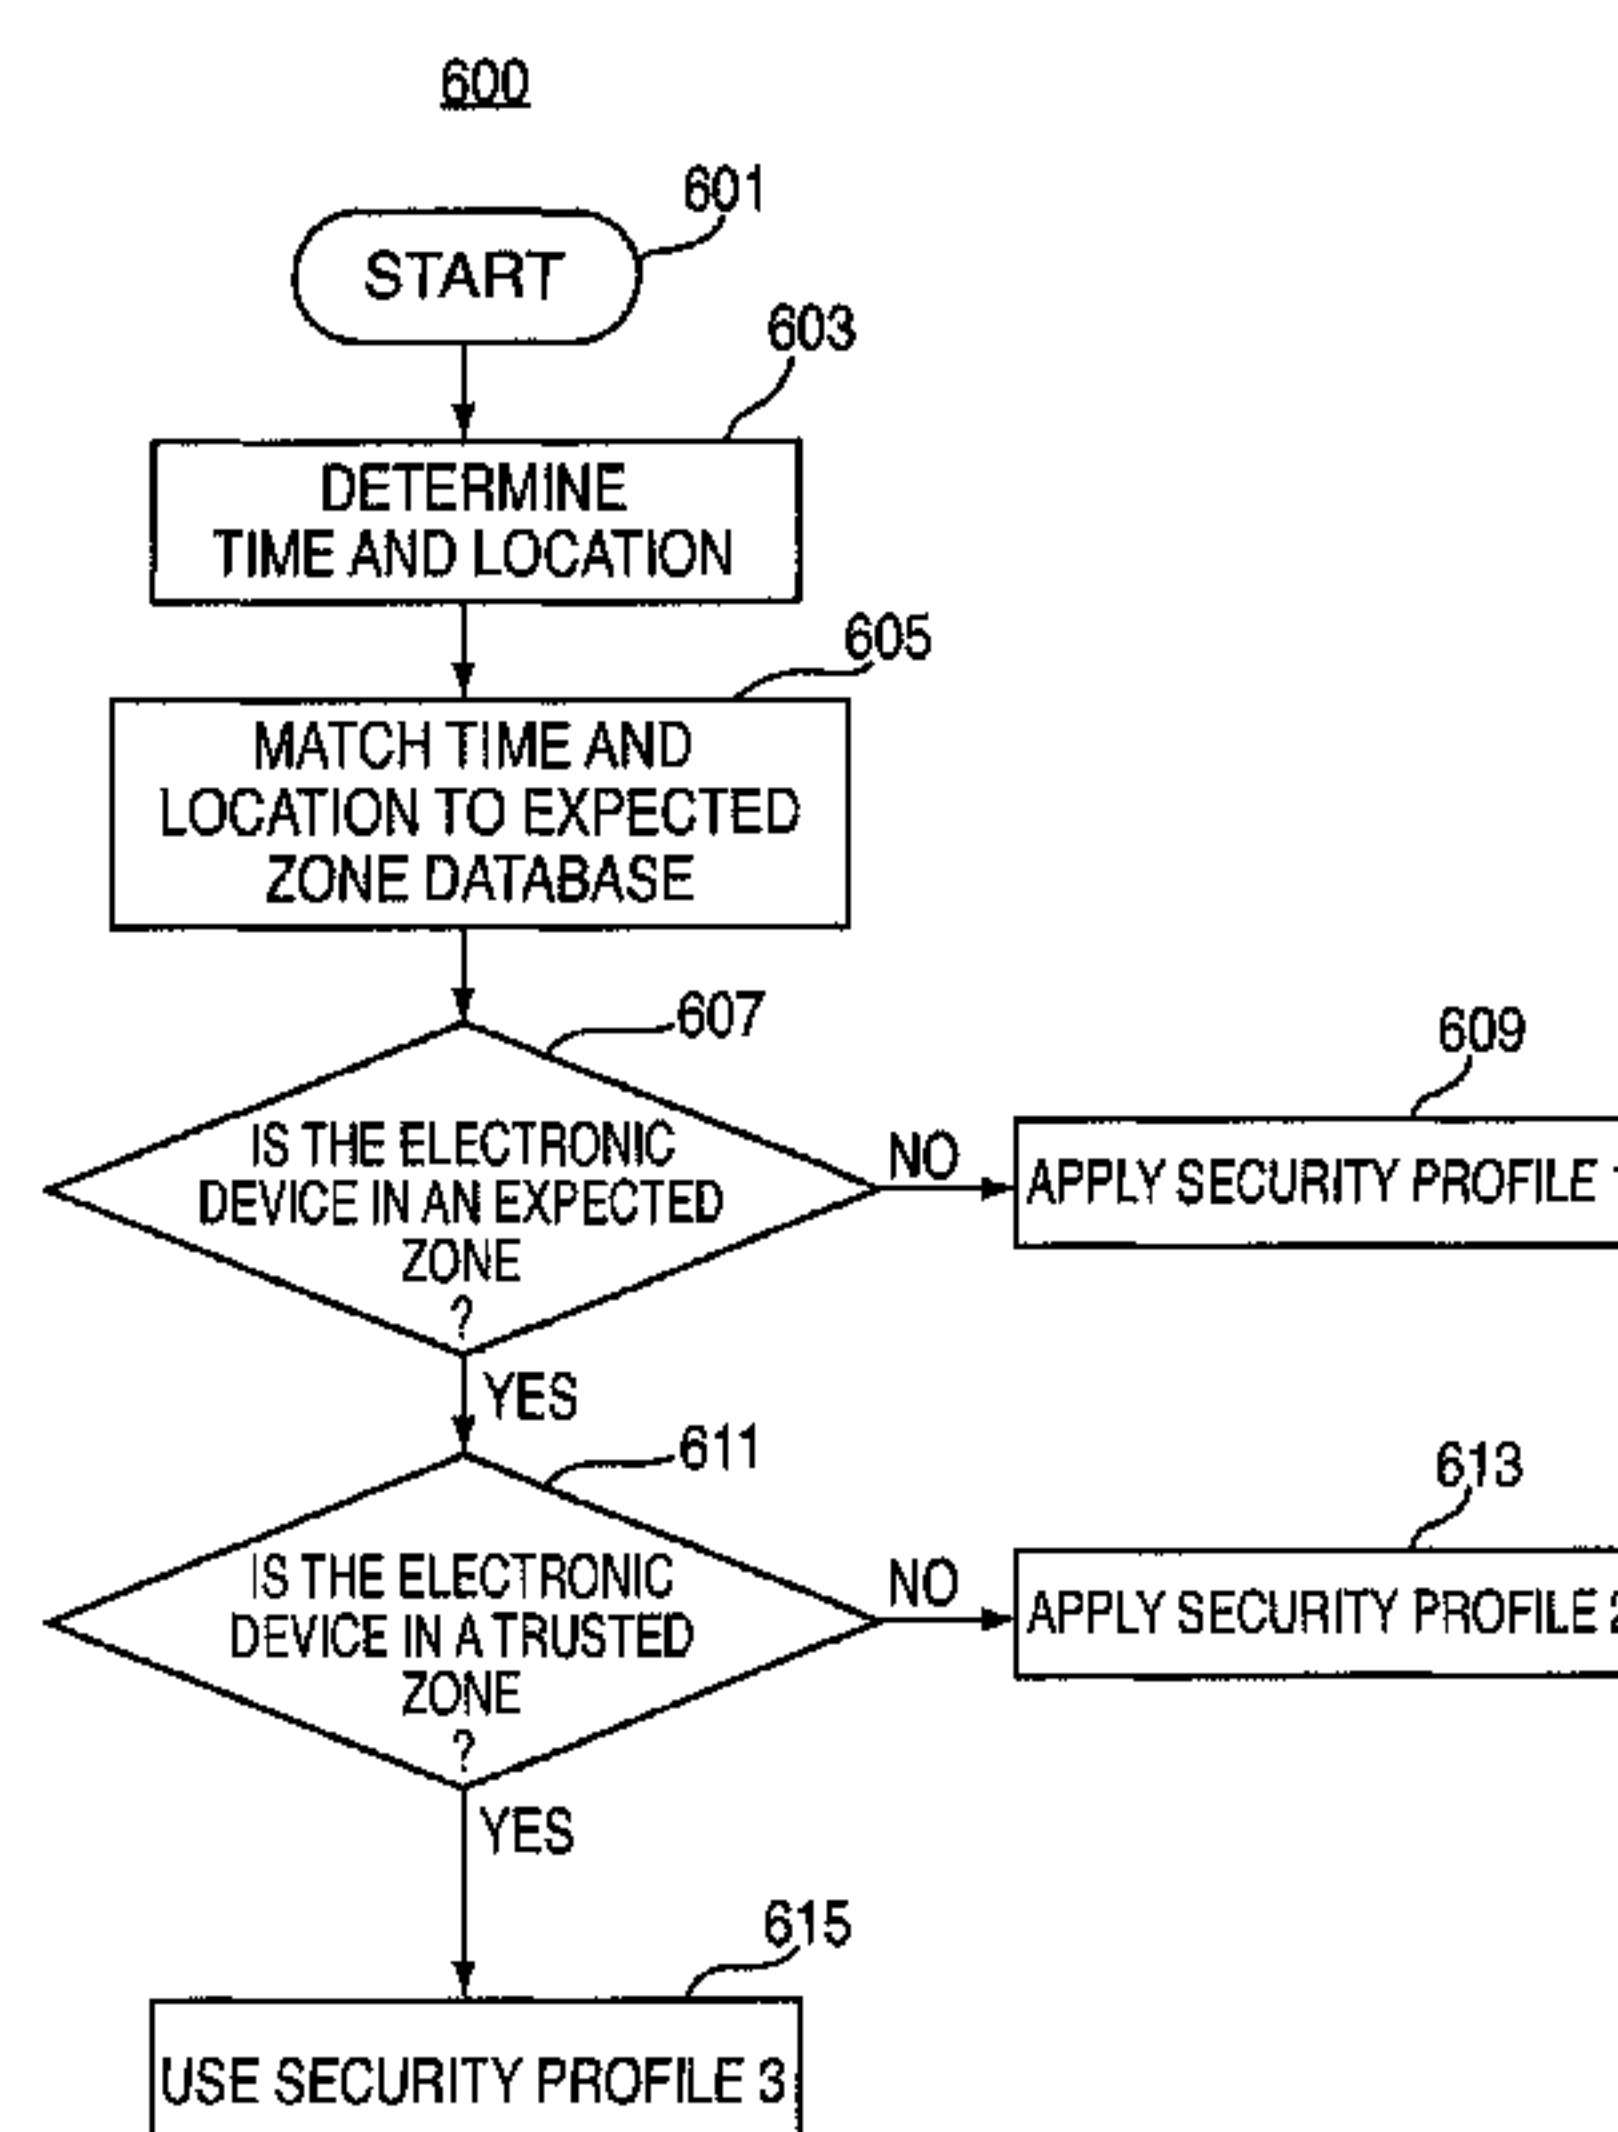 600
601
START
603
DETERMINE
TIME AND LOCATION
605
MATCH TIME AND
LOCATION TO EXPECTED
ZONE DATABASE
607
IS THE ELECTRONIC
DEVICE IN AN EXPECTED
ZONE
?
NO
609
APPLY SECURITY PROFILE 1
YES
611
IS THE ELECTRONIC
DEVICE IN A TRUSTED
ZONE
?
NO
613
APPLY SECURITY PROFILE 2
YES
615
USE SECURITY PROFILE 3